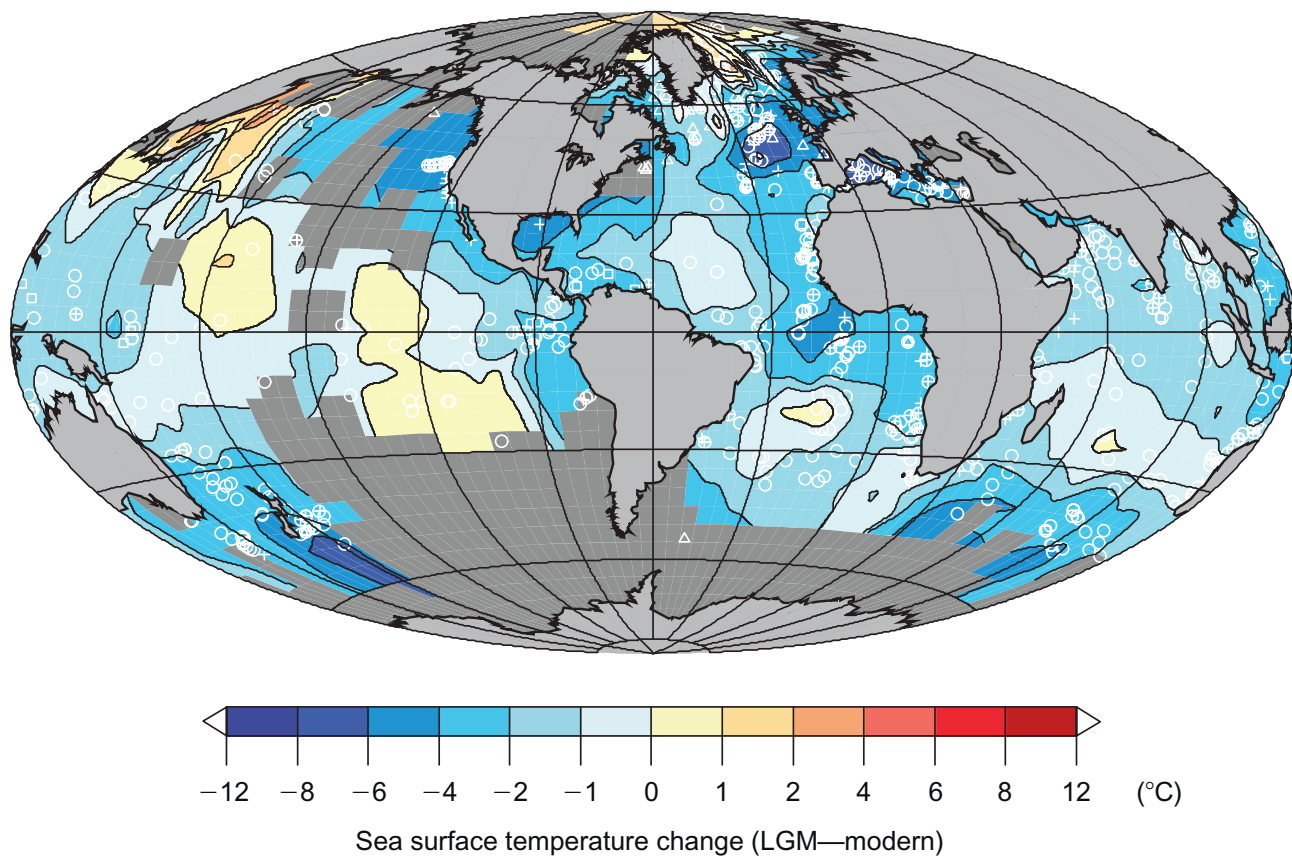 −12 −8 −6 −4 −2 −1 0 1 2 4 6 8 12 (°C)
Sea surface temperature change (LGM—modern)